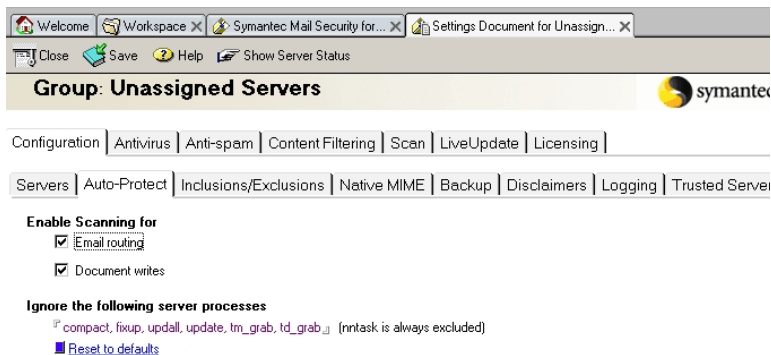 Welcome Workspace Symantec Mail Security for... Settings Document for Unassign...
Close Save Help Show Server Status
Group: Unassigned Servers
symantec
Configuration Antivirus Anti-spam Content Filtering Scan LiveUpdate Licensing
Servers Auto-Protect Inclusions/Exclusions Native MIME Backup Disclaimers Logging Trusted Server
Enable Scanning for
Email routing
Document writes
Ignore the following server processes
compact, fixup, updall, update, tm_grab, td_grab (nntask is always excluded)
Reset to defaults